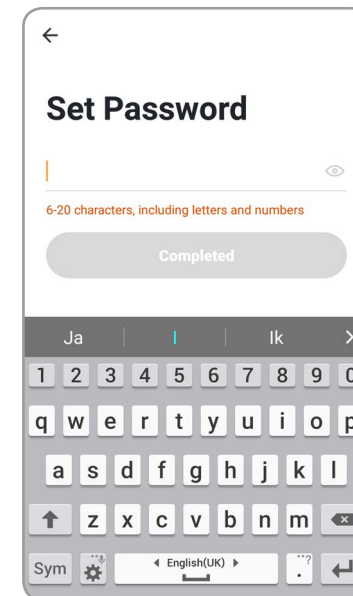 Set Password
6-20 characters, including letters and numbers
Completed
Ja I Ik
1 2 3 4 5 6 7 8 9 0
q w e r t y u i o p
a s d f g h j k l
z x c v b n m
Sym English(UK) . ?